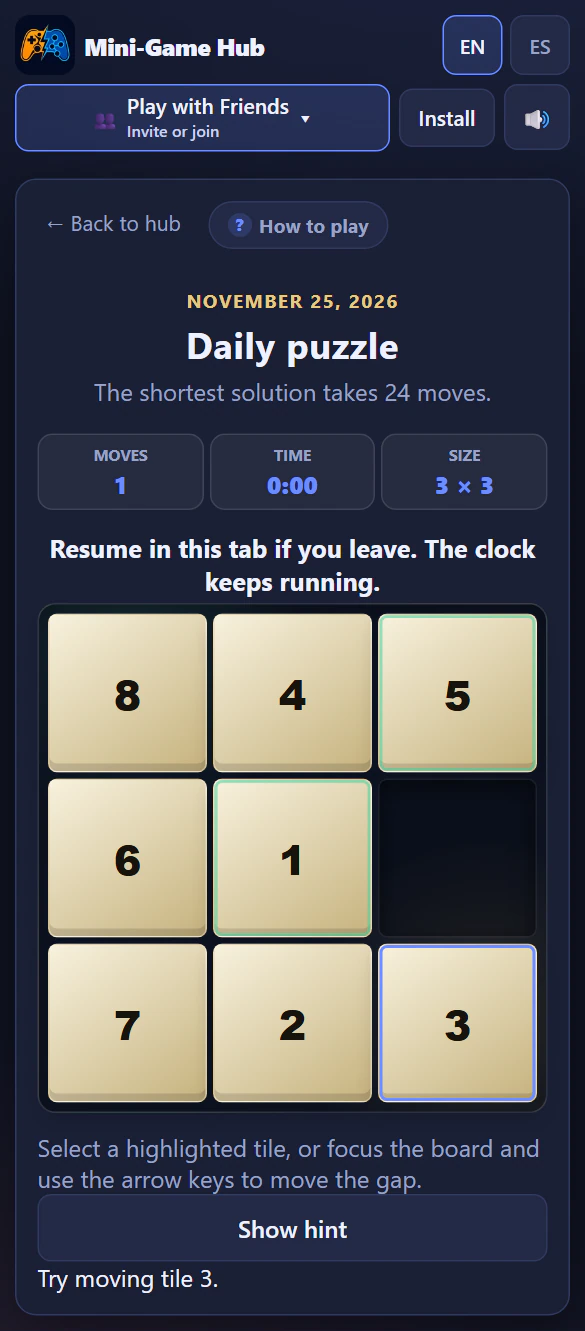 Mini-Game Hub
EN
ES
Play with Friends
Invite or join
Install
← Back to hub
? How to play
NOVEMBER 25, 2026
Daily puzzle
The shortest solution takes 24 moves.
MOVES
1
TIME
0:00
SIZE
3 × 3
Resume in this tab if you leave. The clock
keeps running.
8 4 5
6 1
7 2 3
Select a highlighted tile, or focus the board and
use the arrow keys to move the gap.
Show hint
Try moving tile 3.